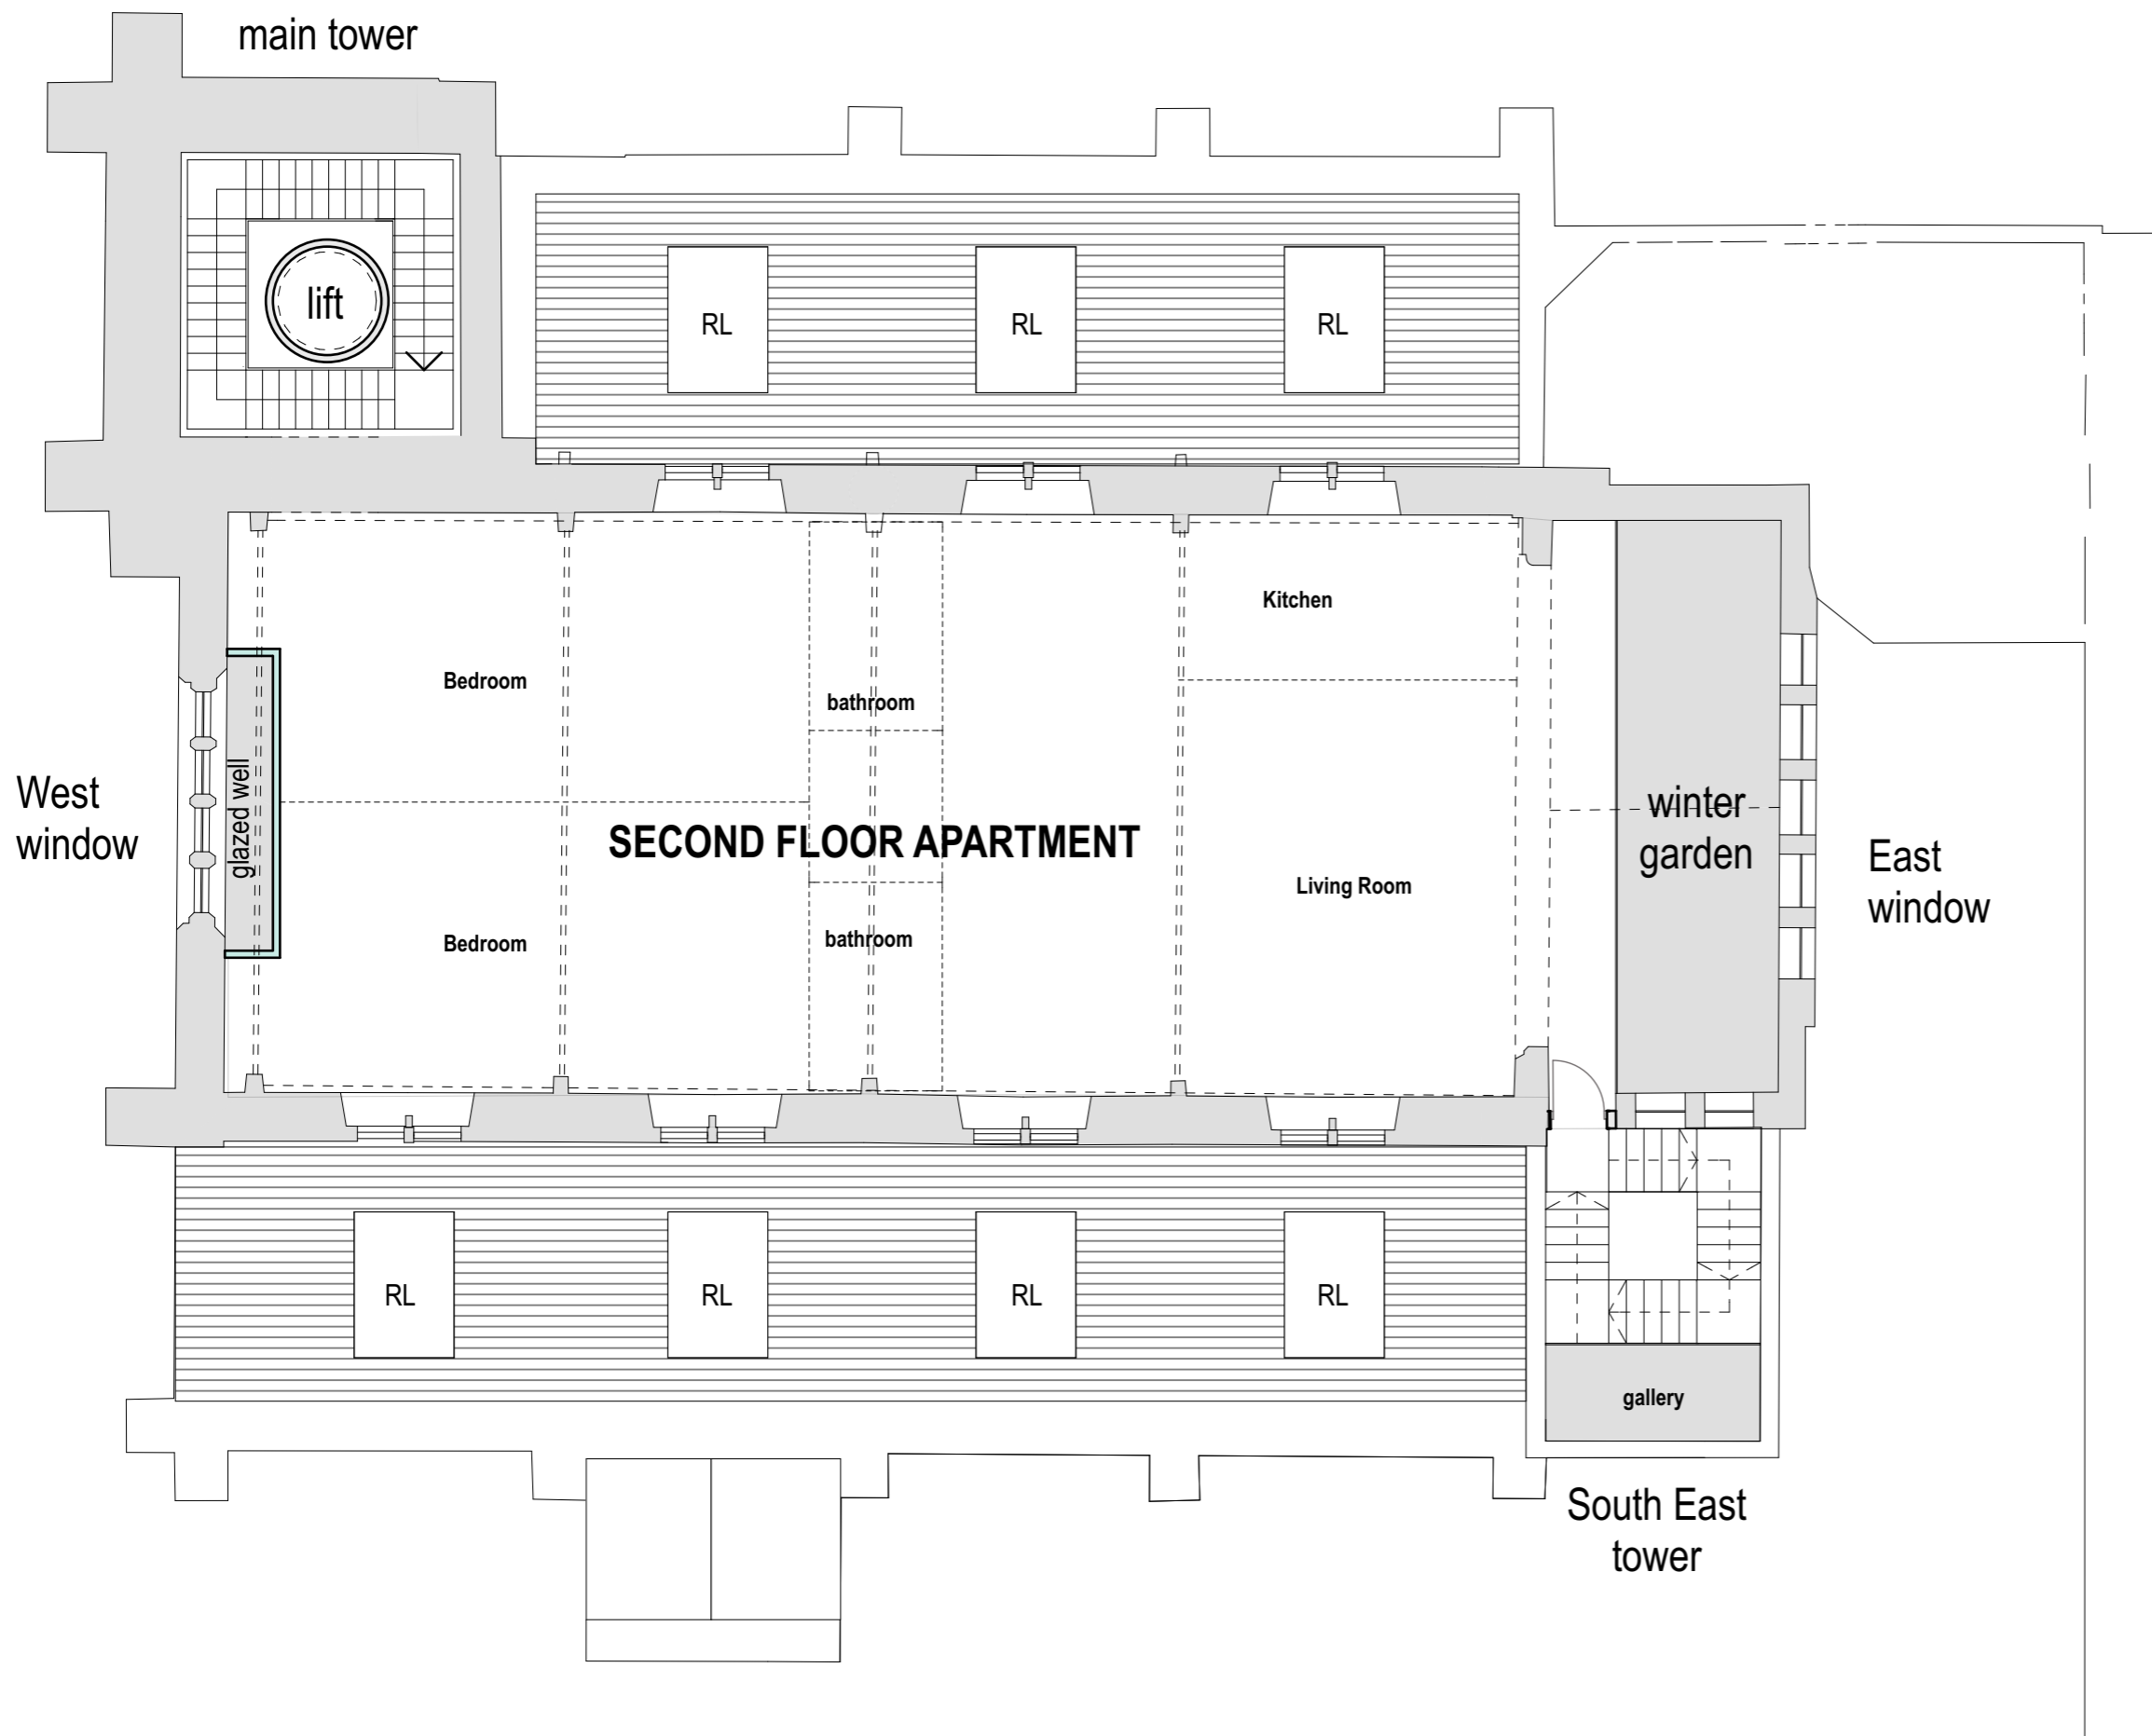 main tower
lift
RL
RL
RL
Kitchen
Bedroom
bathroom
West
window
glazed well
SECOND FLOOR APARTMENT
winter
garden
East
window
Living Room
Bedroom
bathroom
RL
RL
RL
RL
gallery
South East
tower